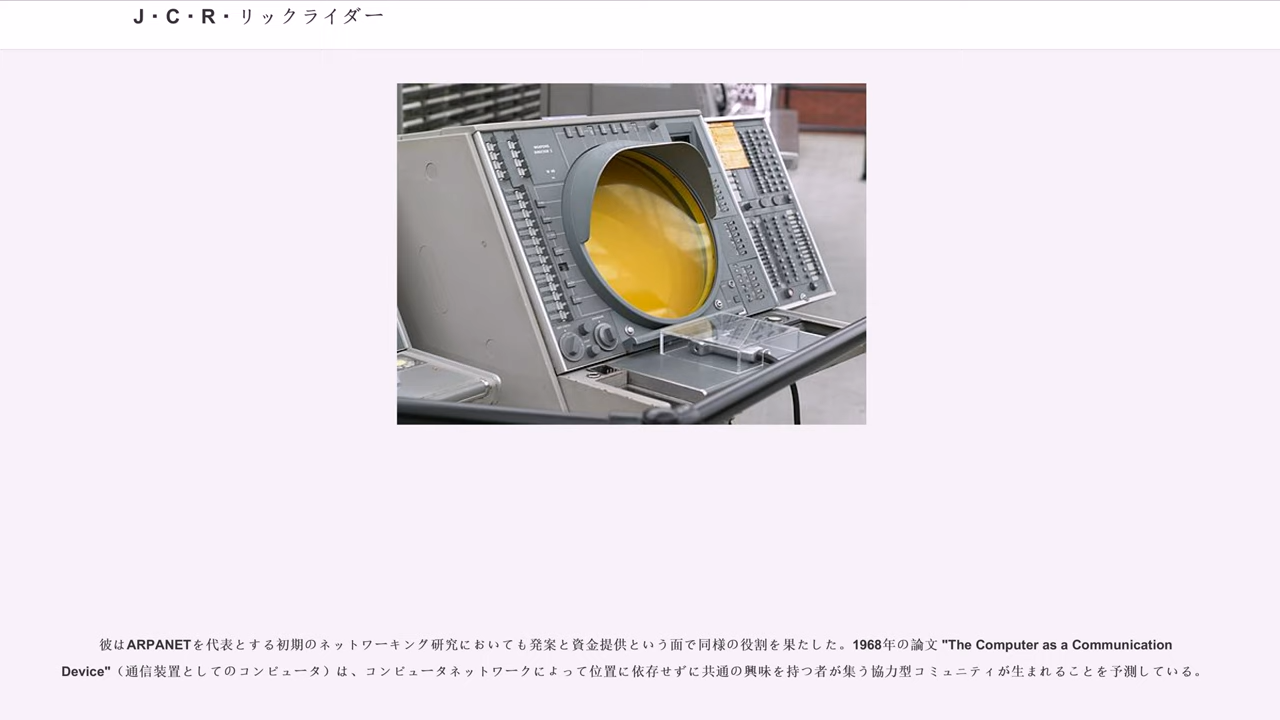 J・C・R・リックライダー
彼はARPANETを代表とする初期のネットワーキング研究においても発案と資金提供という面で同様の役割を果たした。1968年の論文 "The Computer as a Communication
Device"（通信装置としてのコンピュータ）は、コンピュータネットワークによって位置に依存せずに共通の興味を持つ者が集う協力型コミュニティが生まれることを予測している。